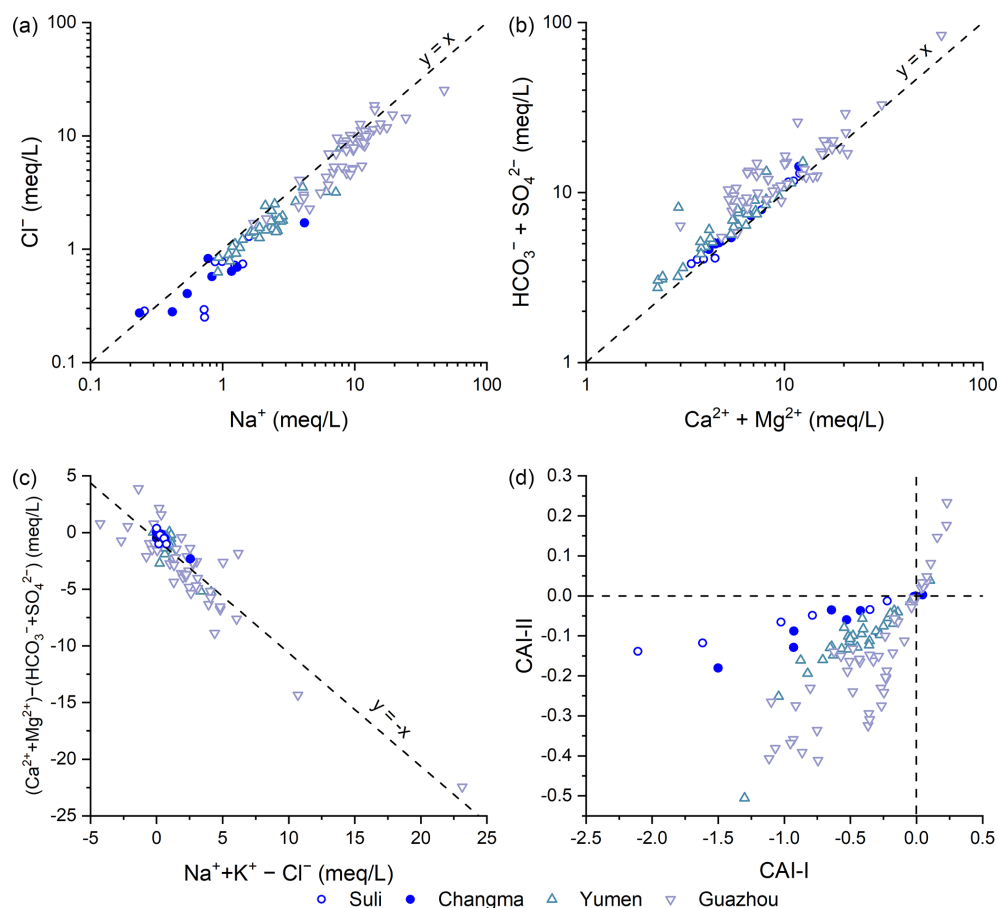 (a)
100
10
1
0.1
Cl⁻ (meq/L)
y = x
0.1
1
10
100
Na⁺ (meq/L)
(b)
100
10
1
HCO₃⁻ + SO₄²⁻ (meq/L)
y = x
1
10
100
Ca²⁺ + Mg²⁺ (meq/L)
(c)
5
0
-5
-10
-15
-20
-25
(Ca²⁺+Mg²⁺)−(HCO₃⁻+SO₄²⁻) (meq/L)
y = -x
-5
0
5
10
15
20
25
Na⁺+K⁺ − Cl⁻ (meq/L)
(d)
0.3
0.2
0.1
0.0
-0.1
-0.2
-0.3
-0.4
-0.5
CAI-II
-2.5
-2.0
-1.5
-1.0
-0.5
0.0
0.5
CAI-I
Suli Changma Yumen Guazhou